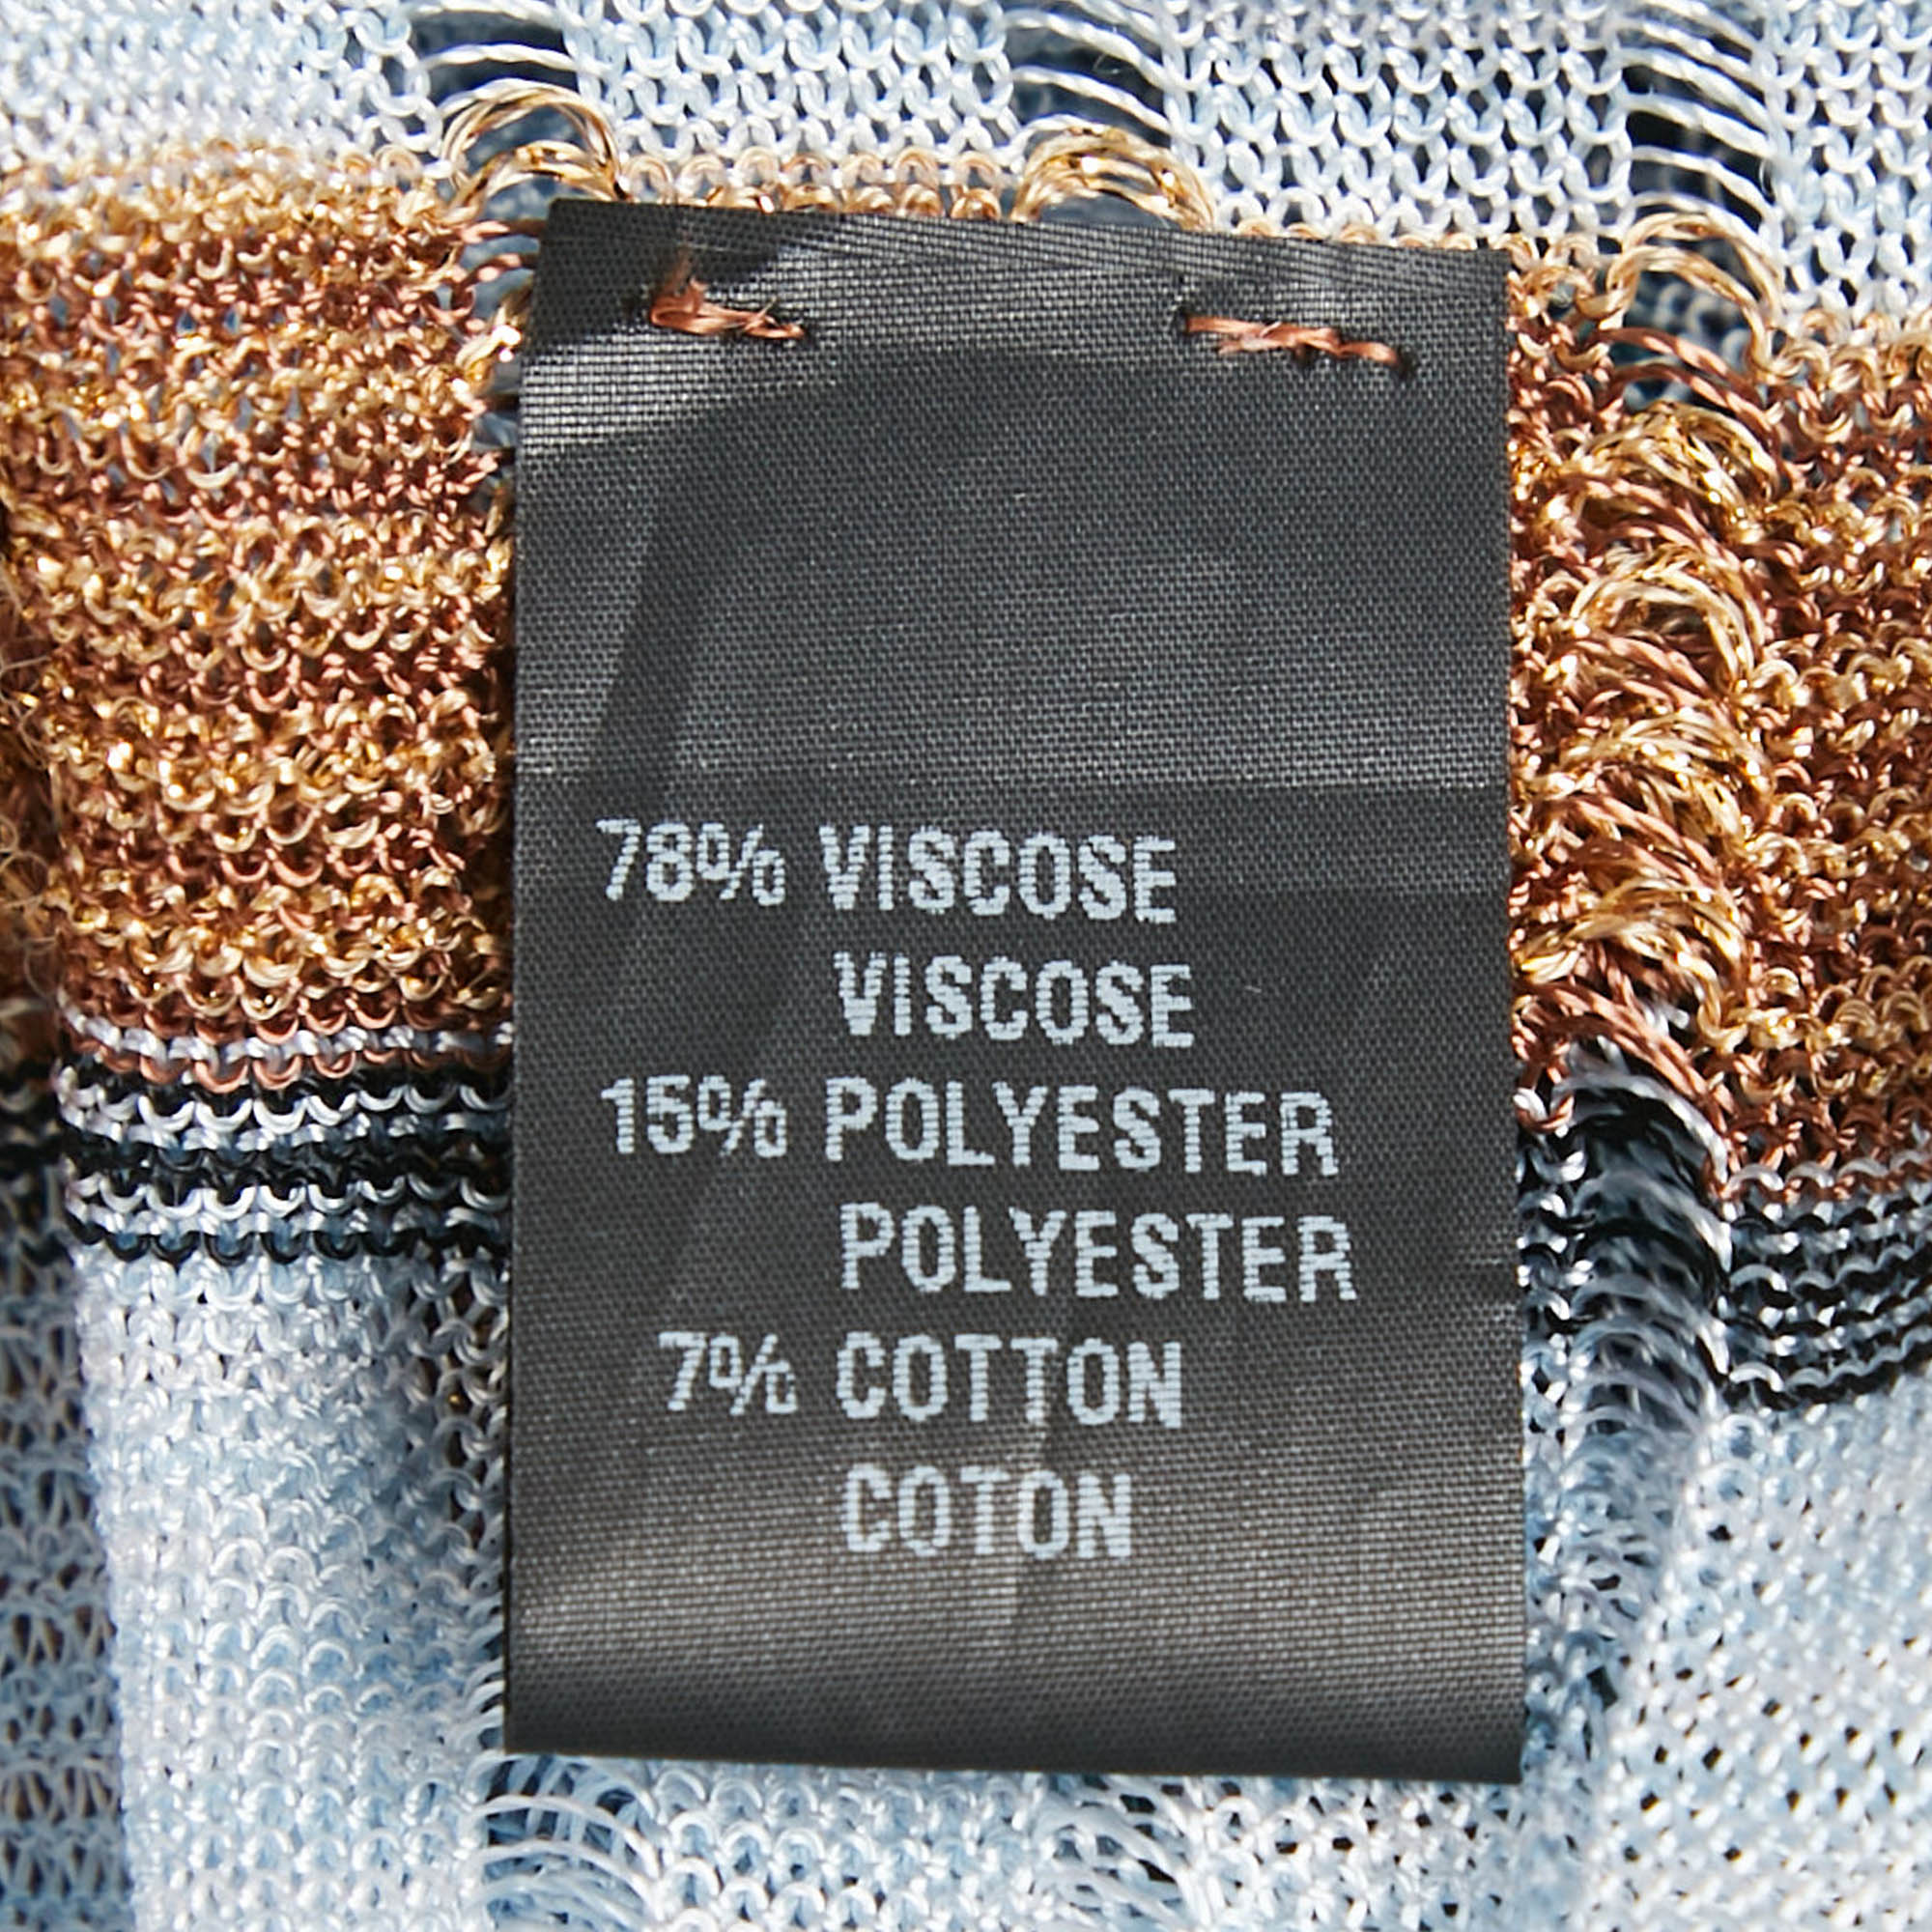 78% VISCOSE
VISCOSE
15% POLYESTER
POLYESTER
7% COTTON
COTON